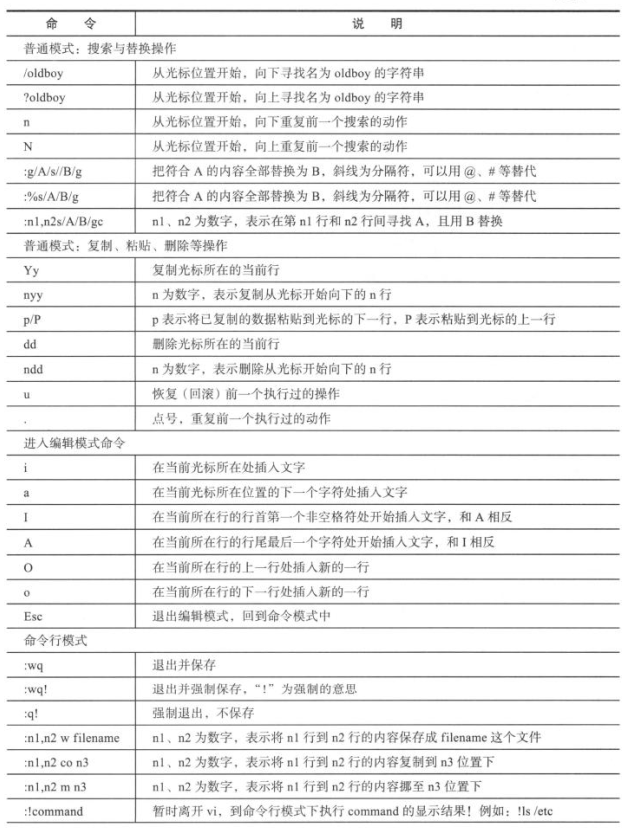 命 令 说 明
普通模式：搜索与替换操作
/oldboy 从光标位置开始，向下寻找名为 oldboy 的字符串
?oldboy 从光标位置开始，向上寻找名为 oldboy 的字符串
n 从光标位置开始，向下重复前一个搜索的动作
N 从光标位置开始，向上重复前一个搜索的动作
:g/A/s//B/g 把符合 A 的内容全部替换为 B，斜线为分隔符，可以用 @、# 等替代
:%s/A/B/g 把符合 A 的内容全部替换为 B，斜线为分隔符，可以用 @、# 等替代
:n1,n2s/A/B/gc n1、n2 为数字，表示在第 n1 行和 n2 行间寻找 A，且用 B 替换
普通模式：复制、粘贴、删除等操作
Yy 复制光标所在的当前行
nyy n 为数字，表示复制从光标开始向下的 n 行
p/P p 表示将已复制的数据粘贴到光标的下一行，P 表示粘贴到光标的上一行
dd 删除光标所在的当前行
ndd n 为数字，表示删除从光标开始向下的 n 行
u 恢复（回滚）前一个执行过的操作
. 点号，重复前一个执行过的动作
进入编辑模式命令
i 在当前光标所在处插入文字
a 在当前光标所在位置的下一个字符处插入文字
I 在当前所在行的行首第一个非空格符处开始插入文字，和 A 相反
A 在当前所在行的行尾最后一个字符处开始插入文字，和 I 相反
O 在当前所在行的上一行处插入新的一行
o 在当前所在行的下一行处插入新的一行
Esc 退出编辑模式，回到命令模式中
命令行模式
:wq 退出并保存
:wq! 退出并强制保存，“!”为强制的意思
:q! 强制退出，不保存
:n1,n2 w filename n1、n2 为数字，表示将 n1 行到 n2 行的内容保存成 filename 这个文件
:n1,n2 co n3 n1、n2 为数字，表示将 n1 行到 n2 行的内容复制到 n3 位置下
:n1,n2 m n3 n1、n2 为数字，表示将 n1 行到 n2 行的内容挪至 n3 位置下
:!command 暂时离开 vi，到命令行模式下执行 command 的显示结果！例如：!ls /etc